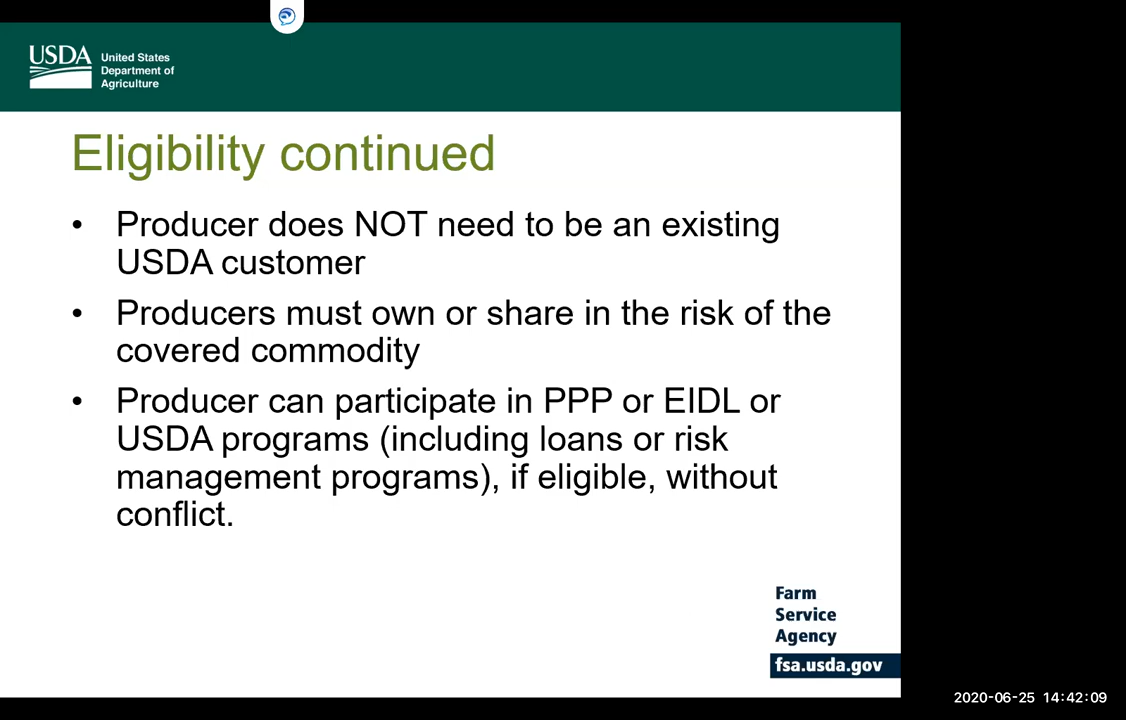 USDA
United States
Department of
Agriculture
Eligibility continued
• Producer does NOT need to be an existing
USDA customer
• Producers must own or share in the risk of the
covered commodity
• Producer can participate in PPP or EIDL or
USDA programs (including loans or risk
management programs), if eligible, without
conflict.
Farm
Service
Agency
fsa.usda.gov
2020-06-25 14:42:09